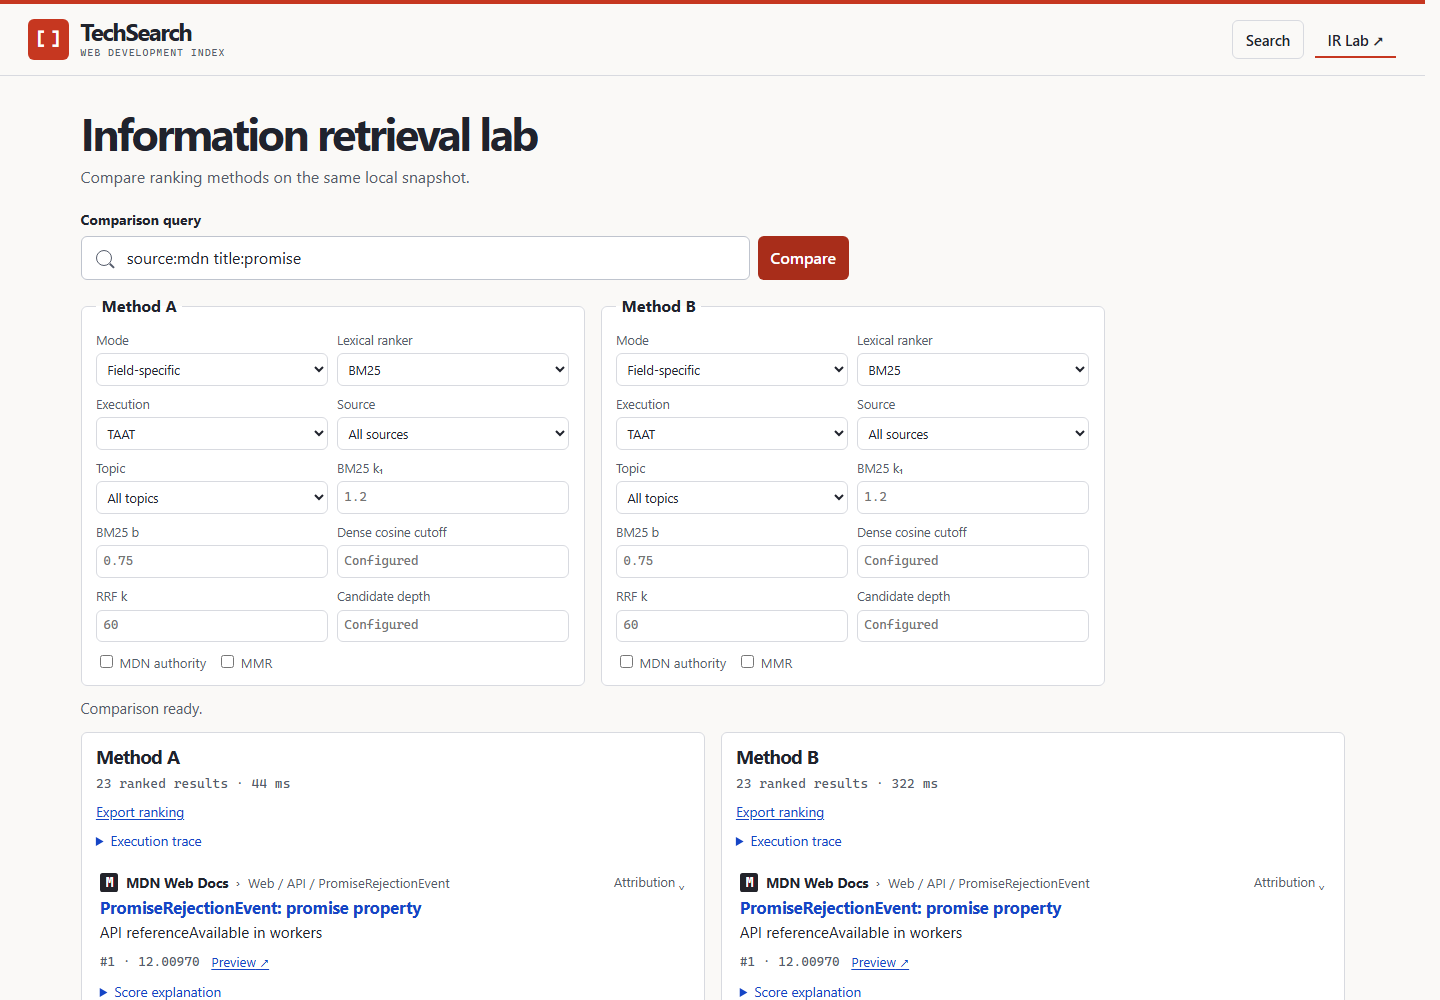 [ ] TechSearch
WEB DEVELOPMENT INDEX
Search
IR Lab ↗
Information retrieval lab
Compare ranking methods on the same local snapshot.
Comparison query
source:mdn title:promise
Compare
Method A
Mode
Lexical ranker
Field-specific
BM25
Execution
Source
TAAT
All sources
Topic
BM25 k₁
All topics
1.2
BM25 b
Dense cosine cutoff
0.75
Configured
RRF k
Candidate depth
60
Configured
MDN authority
MMR
Method B
Mode
Lexical ranker
Field-specific
BM25
Execution
Source
TAAT
All sources
Topic
BM25 k₁
All topics
1.2
BM25 b
Dense cosine cutoff
0.75
Configured
RRF k
Candidate depth
60
Configured
MDN authority
MMR
Comparison ready.
Method A
23 ranked results · 44 ms
Export ranking
▶ Execution trace
M MDN Web Docs › Web / API / PromiseRejectionEvent
Attribution
PromiseRejectionEvent: promise property
API referenceAvailable in workers
#1 · 12.00970 Preview ↗
▶ Score explanation
Method B
23 ranked results · 322 ms
Export ranking
▶ Execution trace
M MDN Web Docs › Web / API / PromiseRejectionEvent
Attribution
PromiseRejectionEvent: promise property
API referenceAvailable in workers
#1 · 12.00970 Preview ↗
▶ Score explanation